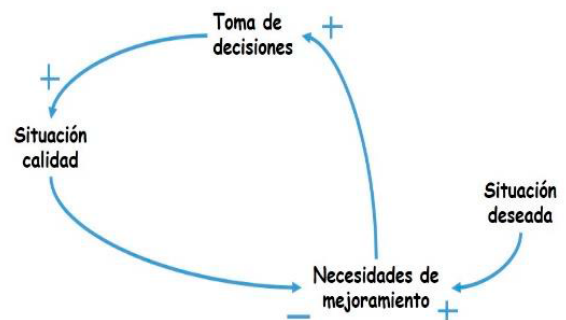 Toma de
decisiones
+
+
Situación
calidad
Situación
deseada
Necesidades de
mejoramiento
−
+